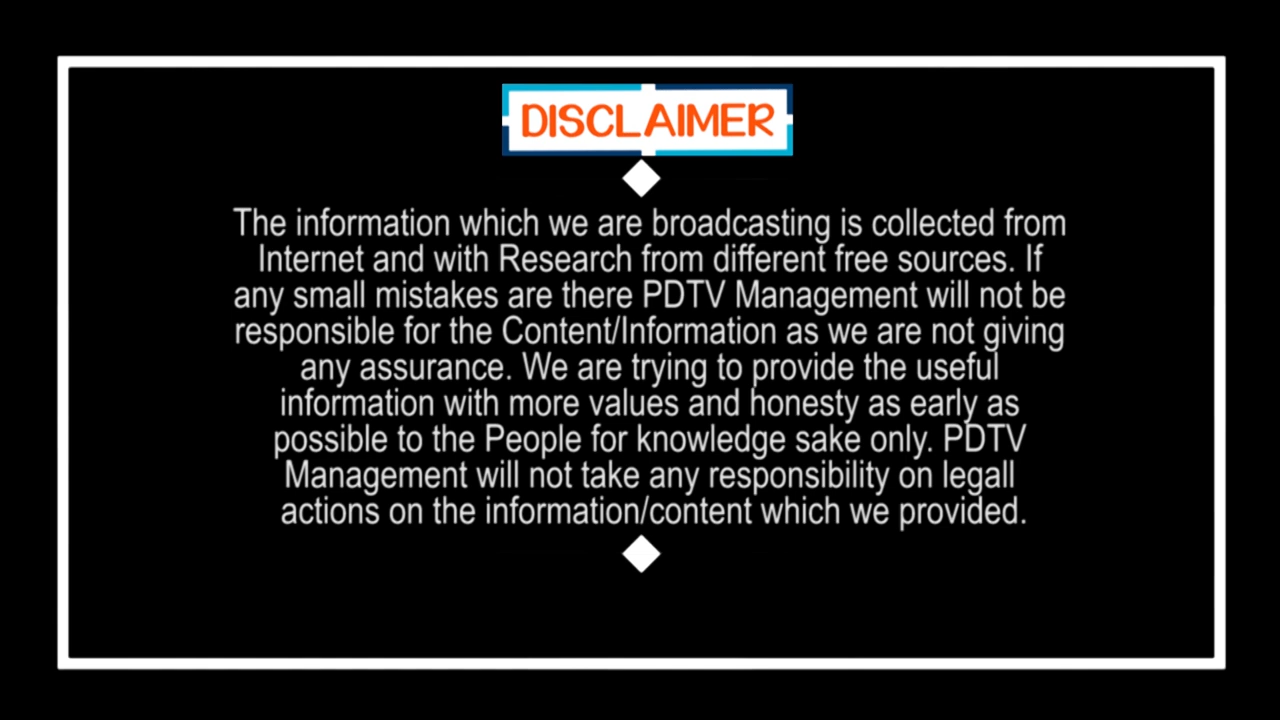 DISCLAIMER
The information which we are broadcasting is collected from
Internet and with Research from different free sources. If
any small mistakes are there PDTV Management will not be
responsible for the Content/Information as we are not giving
any assurance. We are trying to provide the useful
information with more values and honesty as early as
possible to the People for knowledge sake only. PDTV
Management will not take any responsibility on legall
actions on the information/content which we provided.